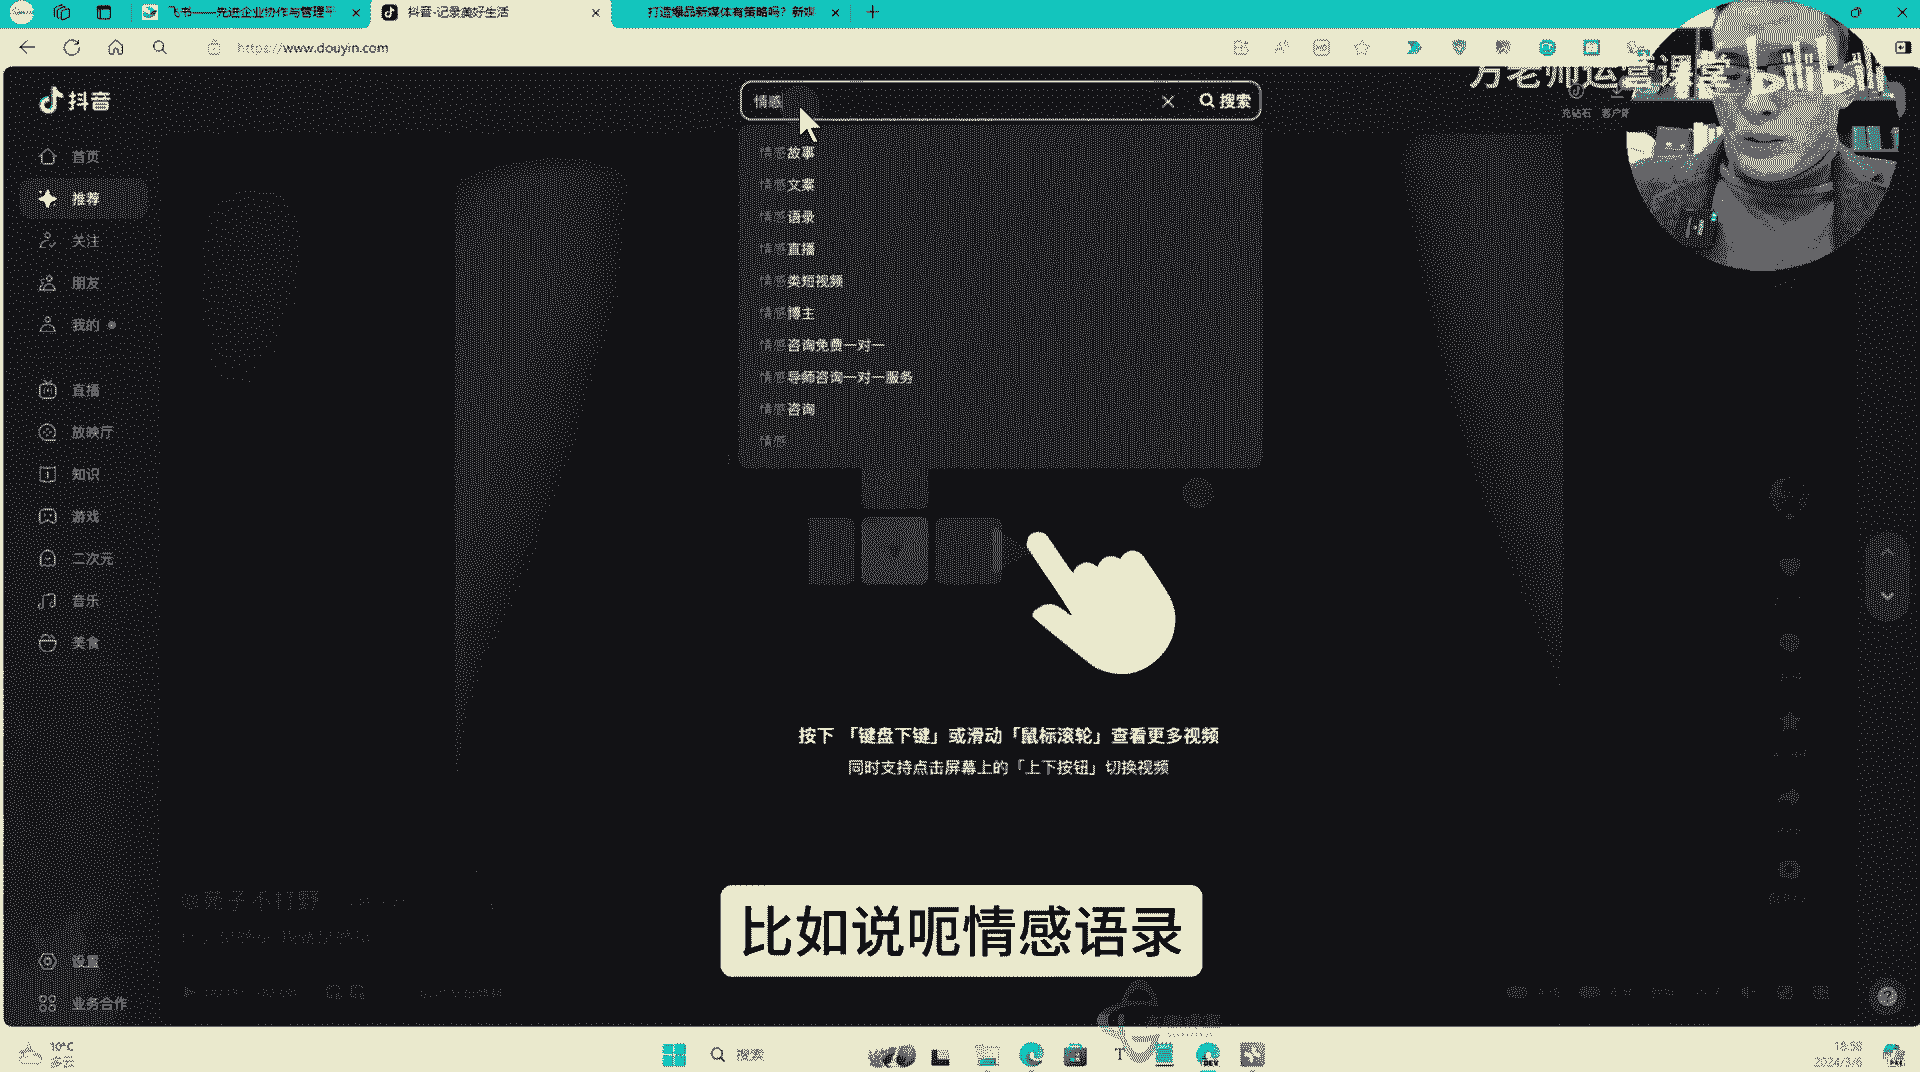 飞书——先进企业协作与管理平
抖音-记录美好生活
打造爆品新媒体有策略吗？新媒
https://www.douyin.com
万老师运营课堂 bilibili
抖音
情感
搜索
充钻石
客户端
首页
推荐
关注
朋友
我的
直播
放映厅
知识
游戏
二次元
音乐
美食
设置
业务合作
情感故事
情感文案
情感语录
情感直播
情感类短视频
情感博主
情感咨询免费一对一
情感导师咨询一对一服务
情感咨询
情感
按下「键盘下键」或滑动「鼠标滚轮」查看更多视频
同时支持点击屏幕上的「上下按钮」切换视频
@兜子不打野
比如说呃情感语录
10°C
多云
搜索
DEV
2024/3/6